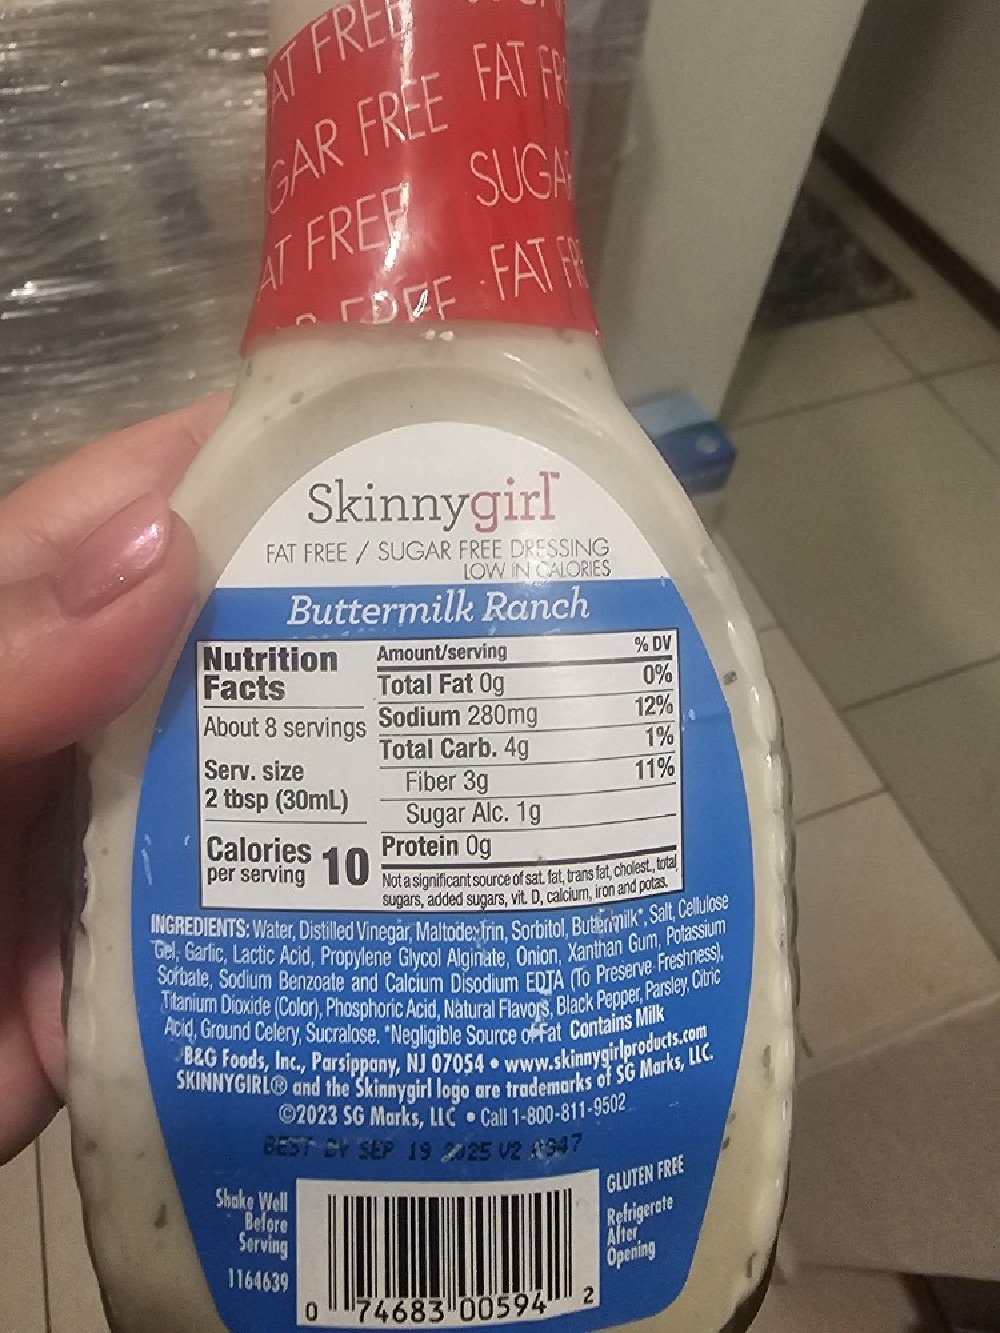 AT FREE
GAR FREE FAT FR
AT FREE SUGA
FREE FAT FR
Skinnygirl™
FAT FREE / SUGAR FREE DRESSING
LOW IN CALORIES
Buttermilk Ranch
Nutrition
Facts
About 8 servings
Serv. size
2 tbsp (30mL)
Calories 10
per serving
Amount/serving % DV
Total Fat 0g 0%
Sodium 280mg 12%
Total Carb. 4g 1%
Fiber 3g 11%
Sugar Alc. 1g
Protein 0g
Not a significant source of sat. fat, trans fat, cholest., total
sugars, added sugars, vit. D, calcium, iron and potas.
INGREDIENTS: Water, Distilled Vinegar, Maltodextrin, Sorbitol, Buttermilk*, Salt, Cellulose
Gel, Garlic, Lactic Acid, Propylene Glycol Alginate, Onion, Xanthan Gum, Potassium
Sorbate, Sodium Benzoate and Calcium Disodium EDTA (To Preserve Freshness),
Titanium Dioxide (Color), Phosphoric Acid, Natural Flavors, Black Pepper, Parsley, Citric
Acid, Ground Celery, Sucralose. *Negligible Source of Fat Contains Milk
B&G Foods, Inc., Parsippany, NJ 07054 • www.skinnygirlproducts.com
SKINNYGIRL® and the Skinnygirl logo are trademarks of SG Marks, LLC.
©2023 SG Marks, LLC • Call 1-800-811-9502
BEST BY SEP 19 2025 V2
Shake Well
Before
Serving
1164639
GLUTEN FREE
Refrigerate
After
Opening
0 74683 00594 2